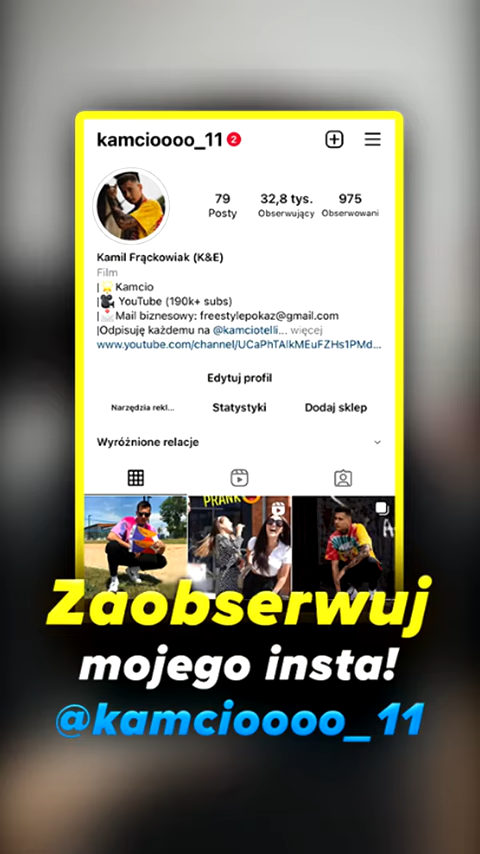 kamcioooo_11 2
79 32,8 tys. 975
Posty Obserwujący Obserwowani
Kamil Frąckowiak (K&E)
Film
|👑Kamcio
|🎥 YouTube (190k+ subs)
|📩Mail biznesowy: freestylepokaz@gmail.com
|Odpisuję każdemu na @kamciotelli... więcej
www.youtube.com/channel/UCaPhTAlkMEuFZHs1PMd...
Edytuj profil
Narzędzia rekl... Statystyki Dodaj sklep
Wyróżnione relacje
PRANK
Zaobserwuj
mojego insta!
@kamcioooo_11